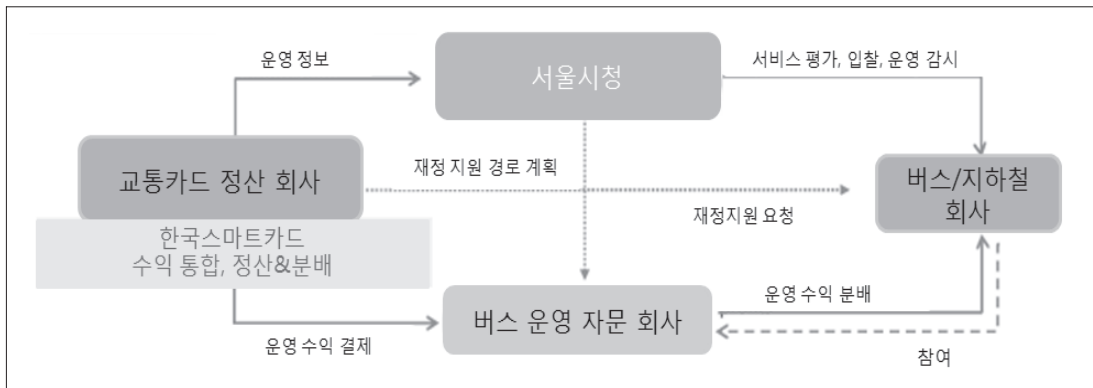 운영 정보
서울시청
서비스 평가, 입찰, 운영 감시
교통카드 정산 회사
재정 지원 경로 계획
버스/지하철
회사
재정지원 요청
한국스마트카드
수익 통합, 정산&분배
운영 수익 분배
버스 운영 자문 회사
운영 수익 결제
참여